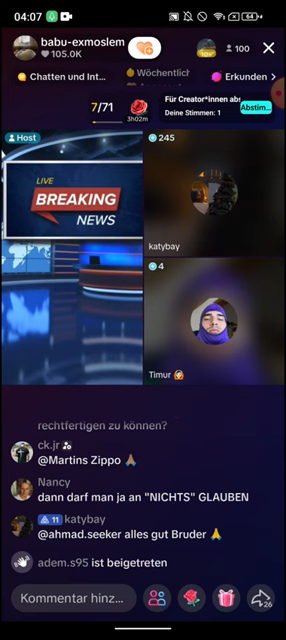 04:07
64
babu-exmoslem
105.0K
100
Chatten und Int...
Wöchentlich
Erkunden
7/71
3h02m
Für Creator*innen abs
Deine Stimmen: 1
Abstim...
Host
LIVE
BREAKING
NEWS
245
katybay
4
Timur
rechtfertigen zu können?
ck.jr
@Martins Zippo 🙏🏽
Nancy
dann darf man ja an "NICHTS" GLAUBEN
11 katybay
@ahmad.seeker alles gut Bruder 🙏
adem.s95 ist beigetreten
Kommentar hinz...
26